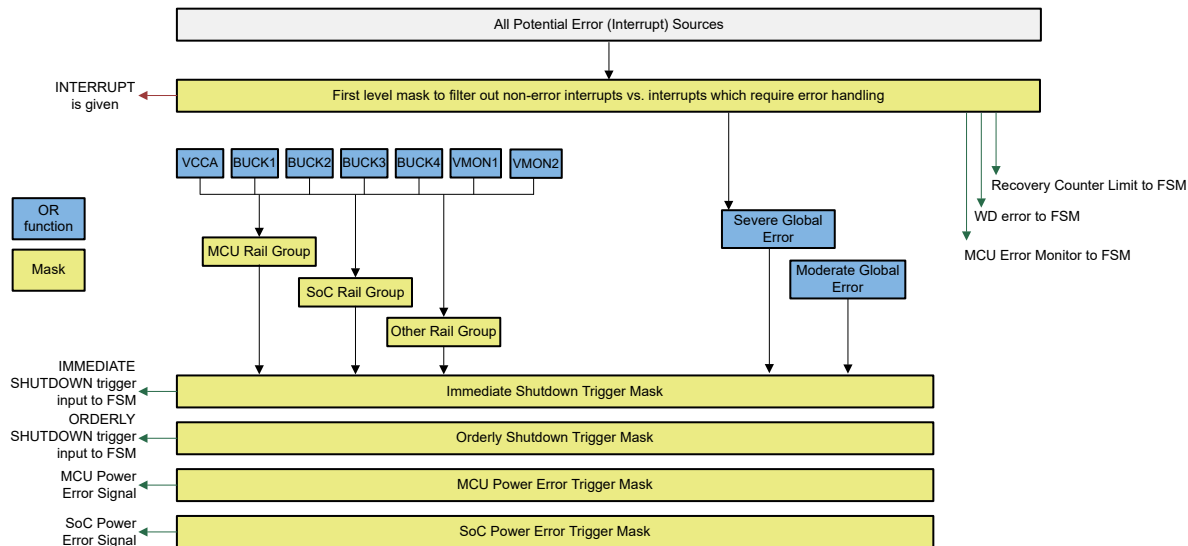 All Potential Error (Interrupt) Sources
INTERRUPT
is given
First level mask to filter out non-error interrupts vs. interrupts which require error handling
VCCA
BUCK1
BUCK2
BUCK3
BUCK4
VMON1
VMON2
Recovery Counter Limit to FSM
OR
function
WD error to FSM
Severe Global
Error
MCU Rail Group
MCU Error Monitor to FSM
Mask
Moderate Global
Error
SoC Rail Group
Other Rail Group
IMMEDIATE
SHUTDOWN trigger
input to FSM
Immediate Shutdown Trigger Mask
ORDERLY
SHUTDOWN trigger
input to FSM
Orderly Shutdown Trigger Mask
MCU Power
Error Signal
MCU Power Error Trigger Mask
SoC Power
Error Signal
SoC Power Error Trigger Mask